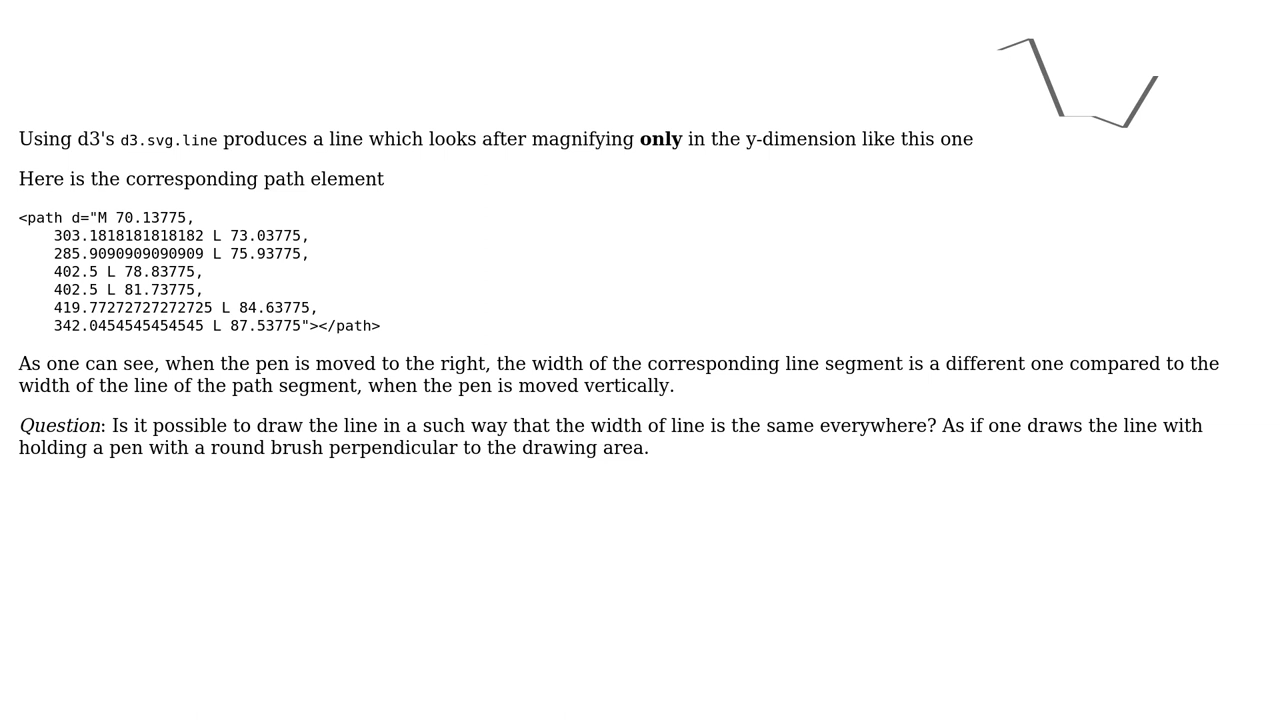 Using d3's d3.svg.line produces a line which looks after magnifying only in the y-dimension like this one
Here is the corresponding path element
<path d="M 70.13775,
    303.1818181818182 L 73.03775,
    285.9090909090909 L 75.93775,
    402.5 L 78.83775,
    402.5 L 81.73775,
    419.77272727272725 L 84.63775,
    342.0454545454545 L 87.53775"></path>
As one can see, when the pen is moved to the right, the width of the corresponding line segment is a different one compared to the
width of the line of the path segment, when the pen is moved vertically.
Question: Is it possible to draw the line in a such way that the width of line is the same everywhere? As if one draws the line with
holding a pen with a round brush perpendicular to the drawing area.